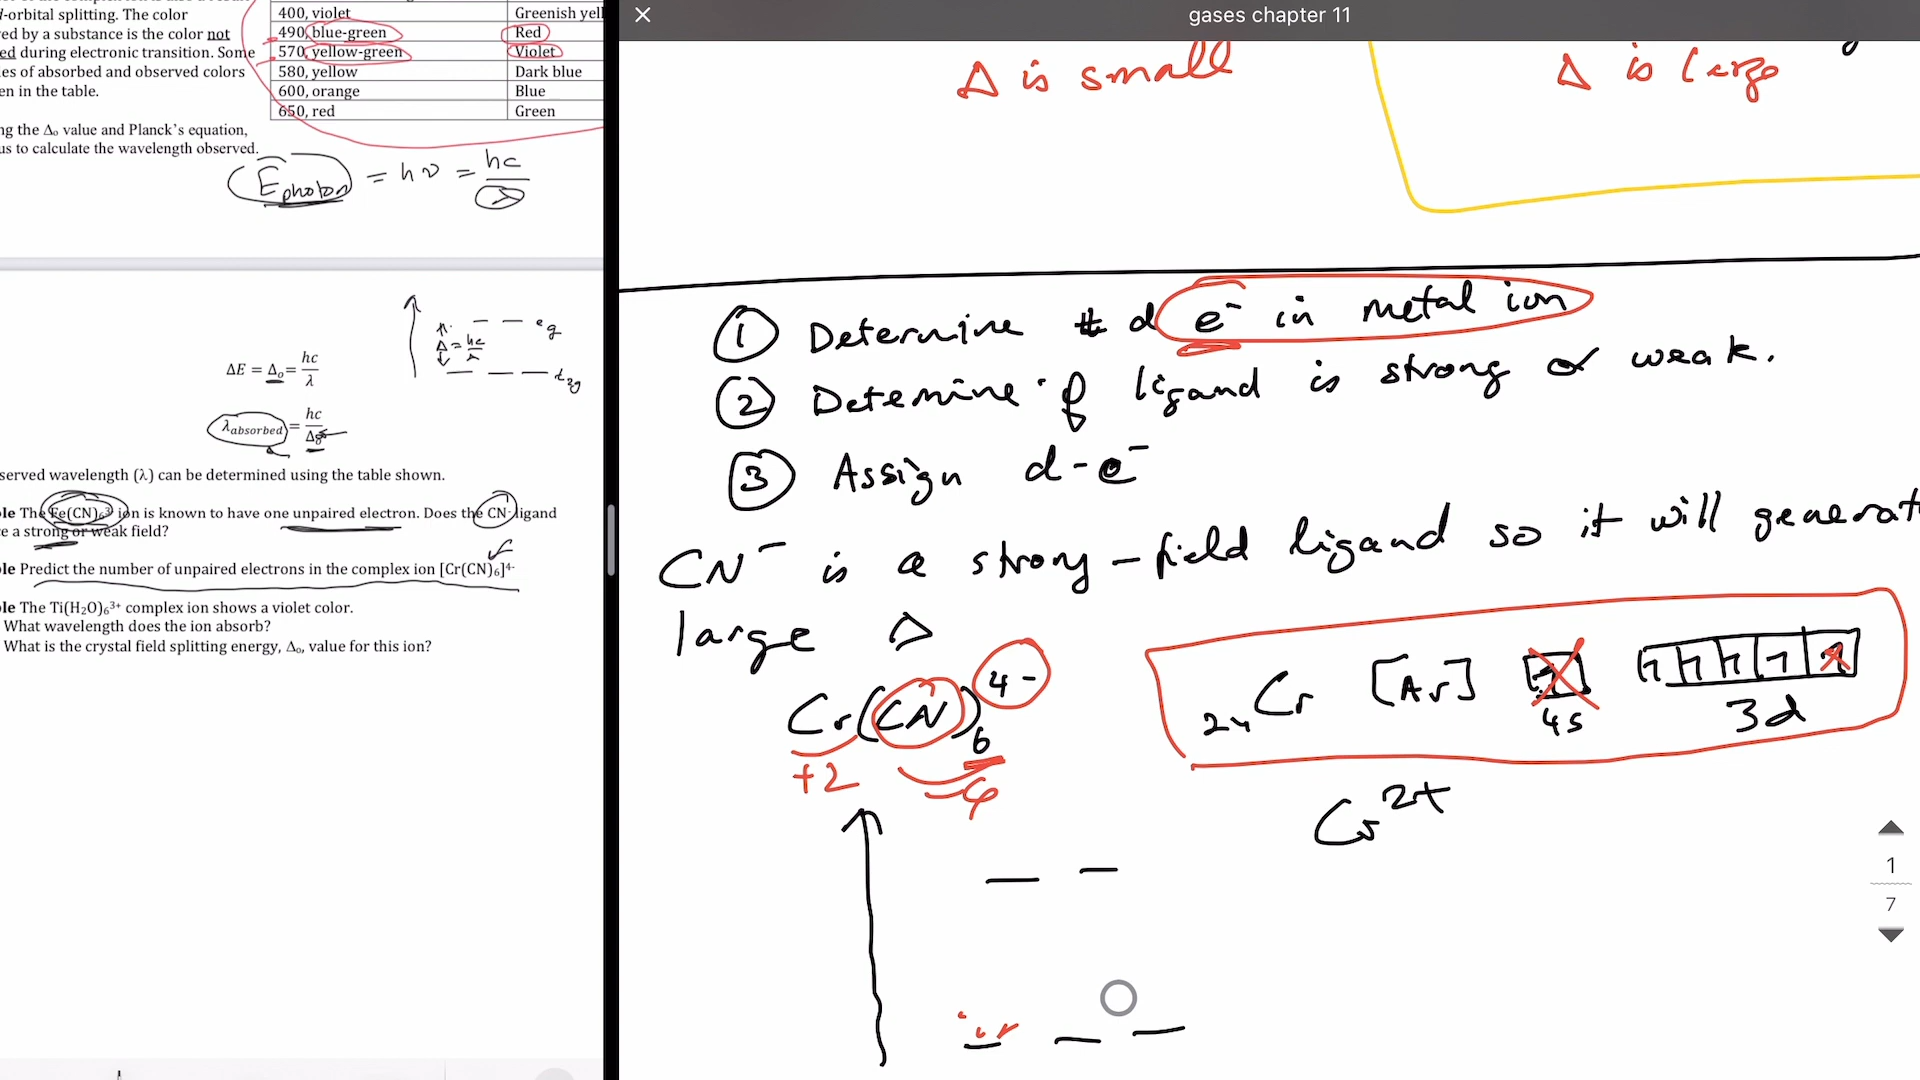 d-orbital splitting. The color
ed by a substance is the color not
ed during electronic transition. Some
es of absorbed and observed colors
en in the table.
ng the Δo value and Planck's equation,
us to calculate the wavelength observed.
400, violet Greenish yell
490, blue-green Red
570, yellow-green Violet
580, yellow Dark blue
600, orange Blue
650, red Green
Ephoton = hν = hc/λ
eg
Δ = hc/λ
t2g
ΔE = Δo = hc/λ
λabsorbed = hc/Δo
served wavelength (λ) can be determined using the table shown.
le The Fe(CN)6 3- ion is known to have one unpaired electron. Does the CN- ligand
e a strong or weak field?
le Predict the number of unpaired electrons in the complex ion [Cr(CN)6]4-
le The Ti(H2O)6 3+ complex ion shows a violet color.
What wavelength does the ion absorb?
What is the crystal field splitting energy, Δo, value for this ion?
gases chapter 11
Δ is small
Δ is large
① Determine # d e- in metal ion
② Determine if ligand is strong or weak.
③ Assign d-e-
CN- is a strong-field ligand so it will generat
large Δ
Cr(CN)6 4-
+2 -6
24Cr [Ar] 4s 3d
Cr2+
1
7